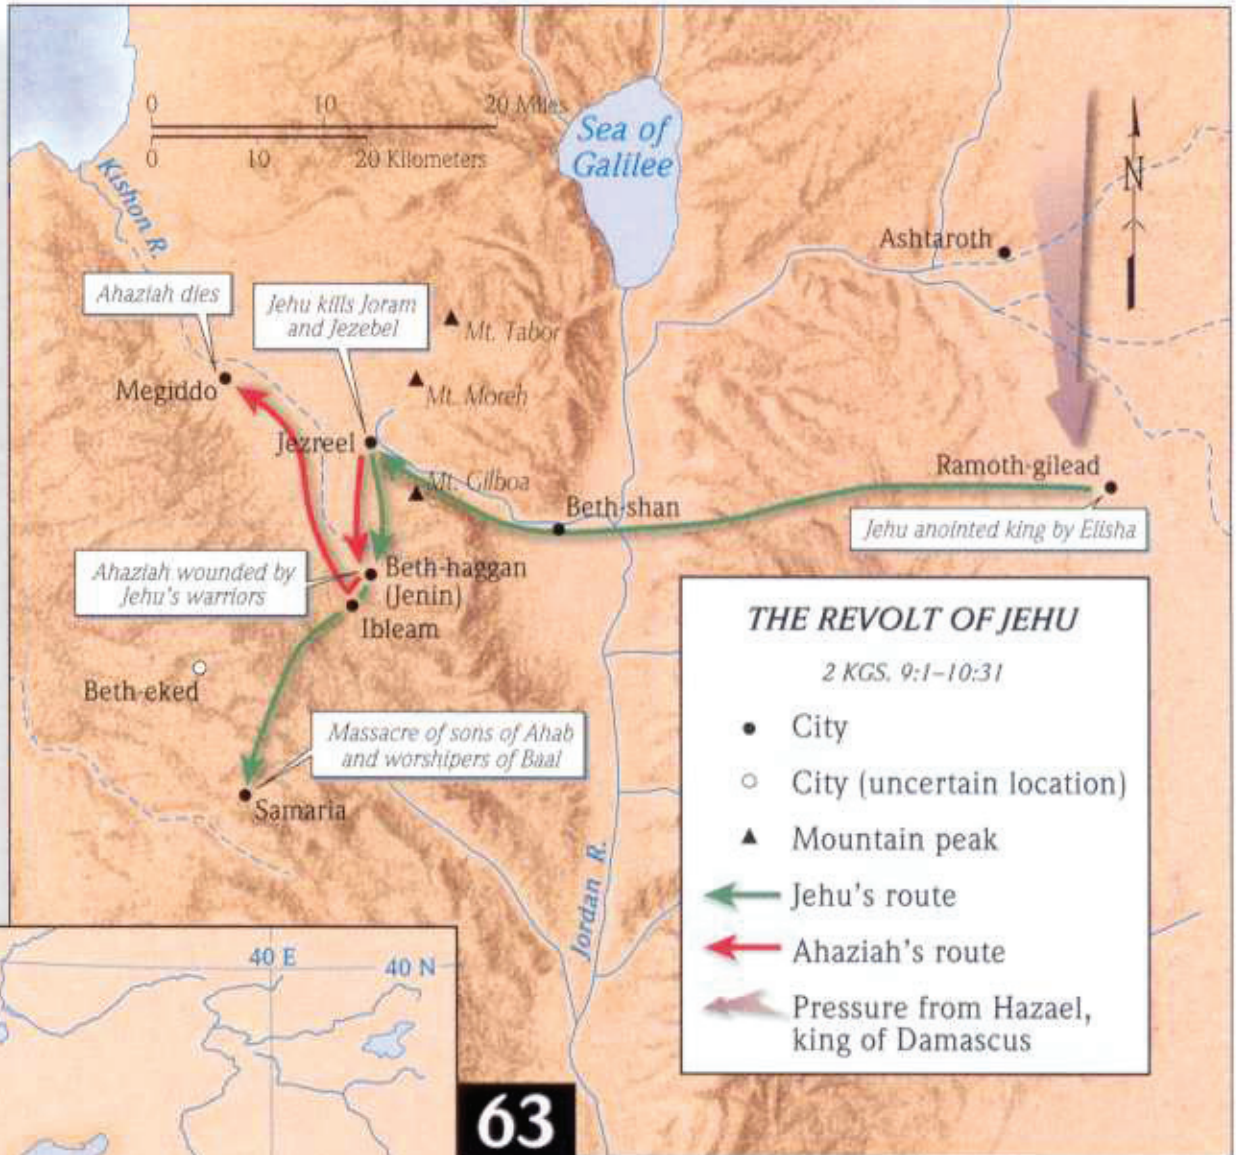 0 10 20 Miles
0 10 20 Kilometers
Sea of
Galilee
Kishon R.
N
Ashtaroth
Ahaziah dies
Jehu kills Joram
and Jezebel
Mt. Tabor
Megiddo
Mt. Moreh
Jezreel
Mt. Gilboa
Ramoth-gilead
Beth-shan
Jehu anointed king by Elisha
Ahaziah wounded by
Jehu's warriors
Beth-haggan
(Jenin)
Ibleam
Beth-eked
Massacre of sons of Ahab
and worshipers of Baal
Samaria
Jordan R.
THE REVOLT OF JEHU
2 KGS. 9:1–10:31
City
City (uncertain location)
Mountain peak
Jehu's route
Ahaziah's route
Pressure from Hazael,
king of Damascus
40 E
40 N
63